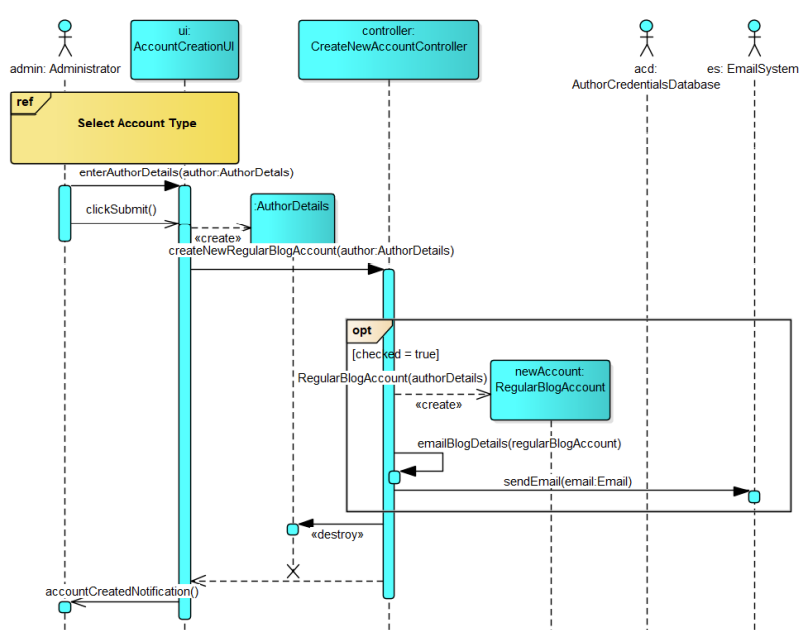 ui:
AccountCreationUI
controller:
CreateNewAccountController
admin: Administrator
acd:
AuthorCredentialsDatabase
es: EmailSystem
ref
Select Account Type
enterAuthorDetails(author:AuthorDetals)
clickSubmit()
:AuthorDetails
«create»
createNewRegularBlogAccount(author:AuthorDetails)
opt
[checked = true]
RegularBlogAccount(authorDetails)
newAccount:
RegularBlogAccount
«create»
emailBlogDetails(regularBlogAccount)
sendEmail(email:Email)
«destroy»
accountCreatedNotification()